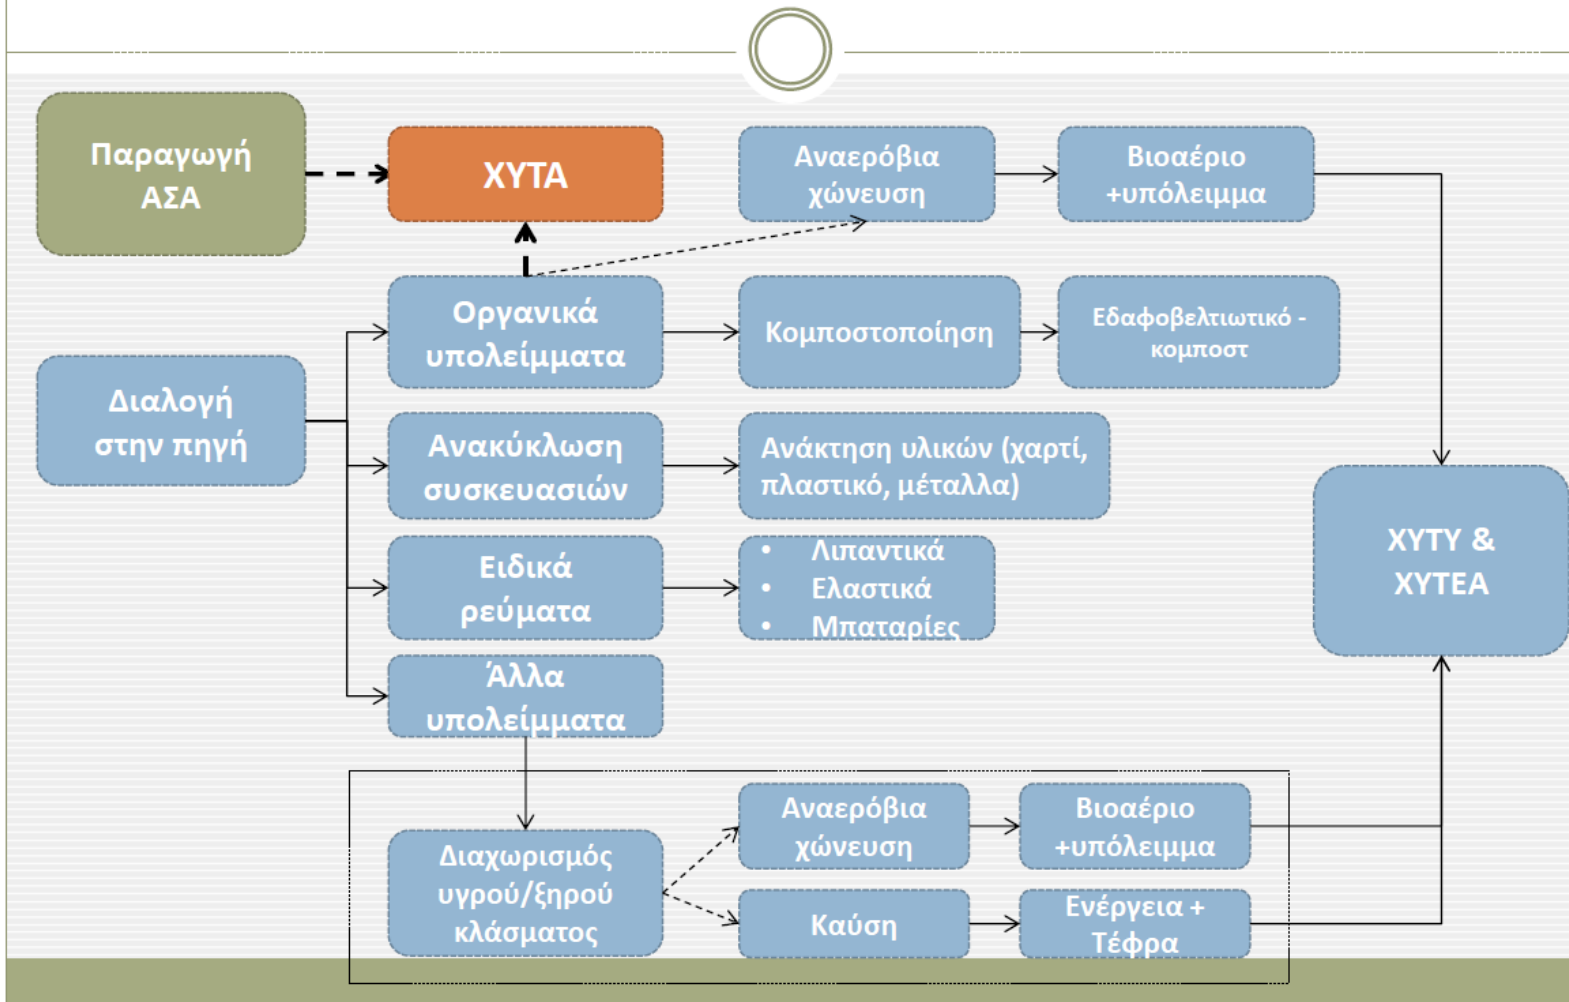 Παραγωγή
ΑΣΑ
ΧΥΤΑ
Αναερόβια
χώνευση
Βιοαέριο
+υπόλειμμα
Οργανικά
υπολείμματα
Κομποστοποίηση
Εδαφοβελτιωτικό -
κομποστ
Διαλογή
στην πηγή
Ανακύκλωση
συσκευασιών
Ανάκτηση υλικών (χαρτί,
πλαστικό, μέταλλα)
ΧΥΤΥ &
ΧΥΤΕΑ
Ειδικά
ρεύματα
• Λιπαντικά
• Ελαστικά
• Μπαταρίες
Άλλα
υπολείμματα
Διαχωρισμός
υγρού/ξηρού
κλάσματος
Αναερόβια
χώνευση
Βιοαέριο
+υπόλειμμα
Καύση
Ενέργεια +
Τέφρα